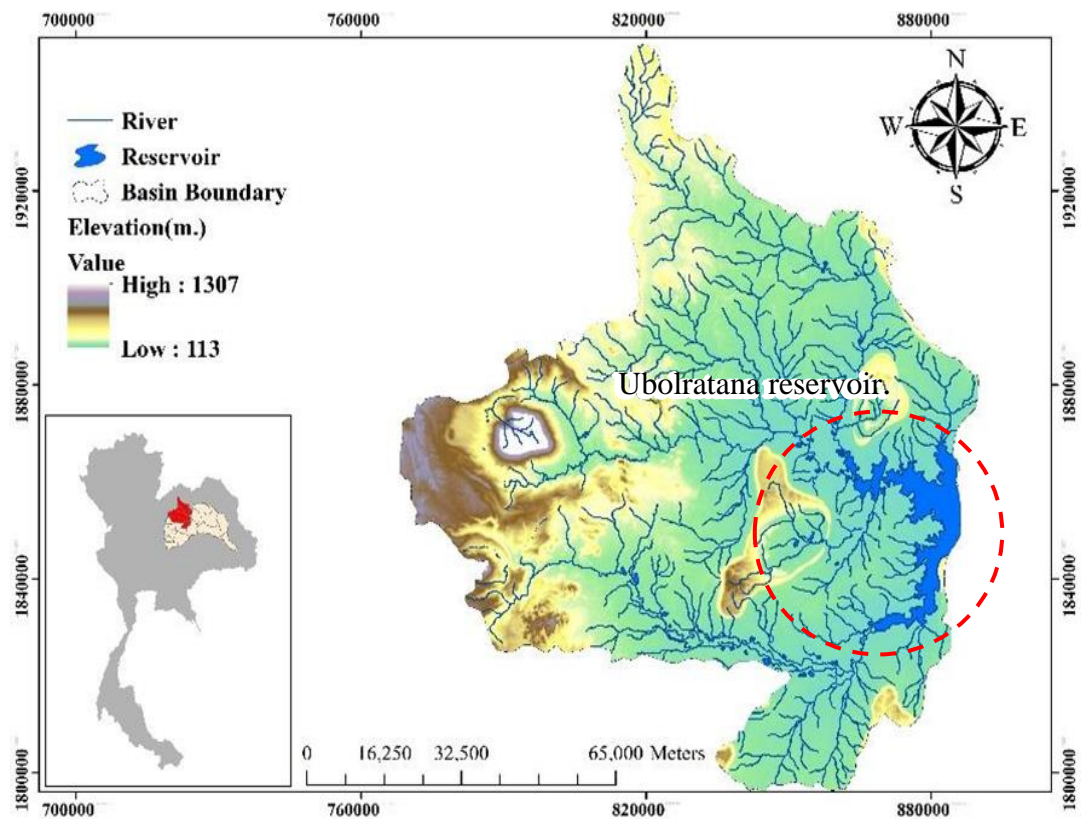 700000 760000 820000 880000
N
W E
S
River
Reservoir
Basin Boundary
Elevation(m.)
Value
High : 1307
Low : 113
Ubolratana reservoir.
1920000 1920000
1880000 1880000
1840000 1840000
1800000 1800000
0 16,250 32,500 65,000 Meters
700000 760000 820000 880000